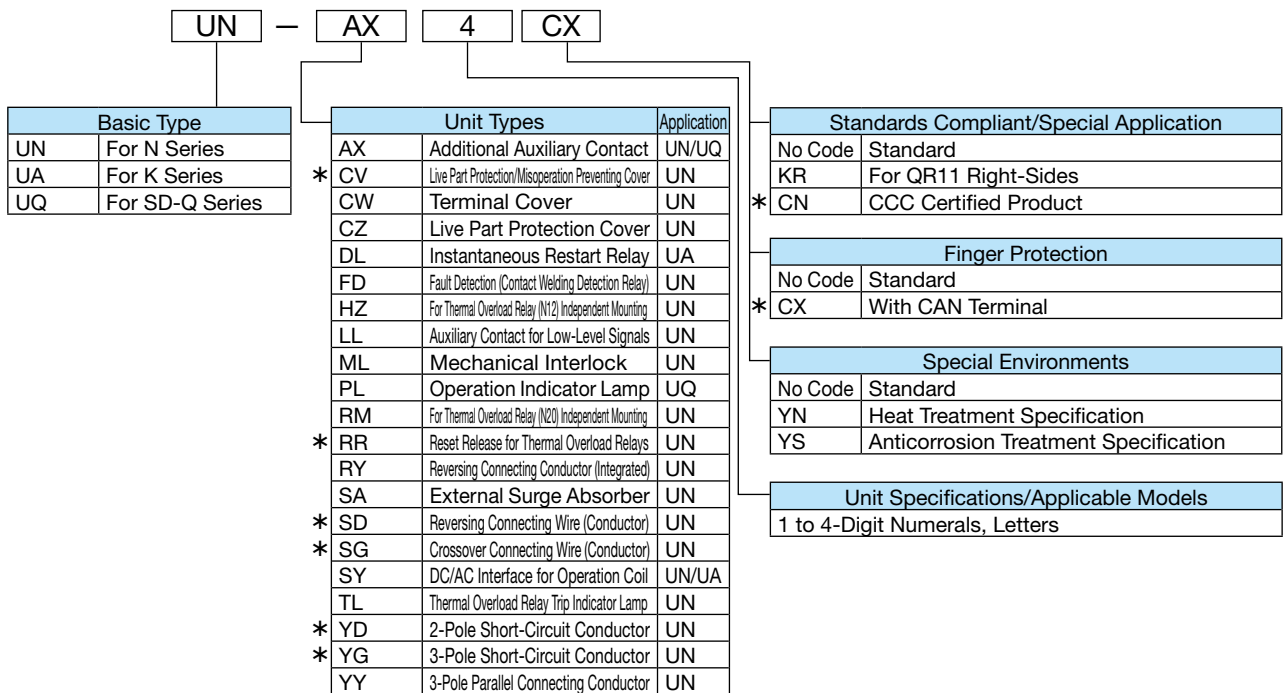 UN – AX 4 CX
Basic Type
UN For N Series
UA For K Series
UQ For SD-Q Series
Unit Types Application
AX Additional Auxiliary Contact UN/UQ
* CV Live Part Protection/Misoperation Preventing Cover UN
CW Terminal Cover UN
CZ Live Part Protection Cover UN
DL Instantaneous Restart Relay UA
FD Fault Detection (Contact Welding Detection Relay) UN
HZ For Thermal Overload Relay (N12) Independent Mounting UN
LL Auxiliary Contact for Low-Level Signals UN
ML Mechanical Interlock UN
PL Operation Indicator Lamp UQ
RM For Thermal Overload Relay (N20) Independent Mounting UN
* RR Reset Release for Thermal Overload Relays UN
RY Reversing Connecting Conductor (Integrated) UN
SA External Surge Absorber UN
* SD Reversing Connecting Wire (Conductor) UN
* SG Crossover Connecting Wire (Conductor) UN
SY DC/AC Interface for Operation Coil UN/UA
TL Thermal Overload Relay Trip Indicator Lamp UN
* YD 2-Pole Short-Circuit Conductor UN
* YG 3-Pole Short-Circuit Conductor UN
YY 3-Pole Parallel Connecting Conductor UN
Standards Compliant/Special Application
No Code Standard
KR For QR11 Right-Sides
* CN CCC Certified Product
Finger Protection
No Code Standard
* CX With CAN Terminal
Special Environments
No Code Standard
YN Heat Treatment Specification
YS Anticorrosion Treatment Specification
Unit Specifications/Applicable Models
1 to 4-Digit Numerals, Letters